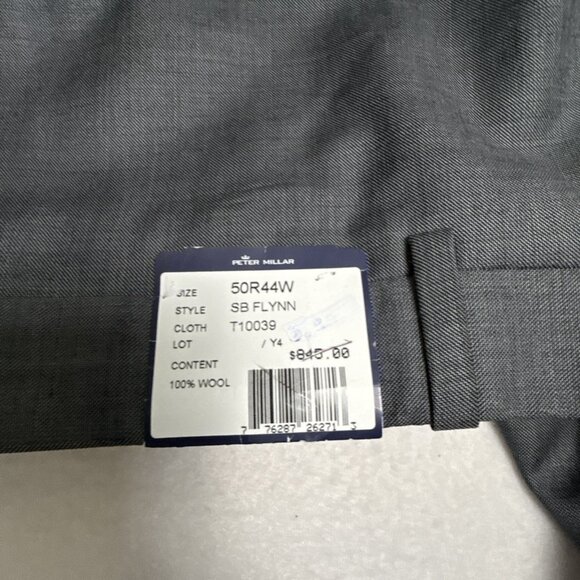 PETER MILLAR
SIZE 50R44W
STYLE SB FLYNN
CLOTH T10039
LOT / Y4
$845.00
CONTENT
100% WOOL
7 76287 26271 3